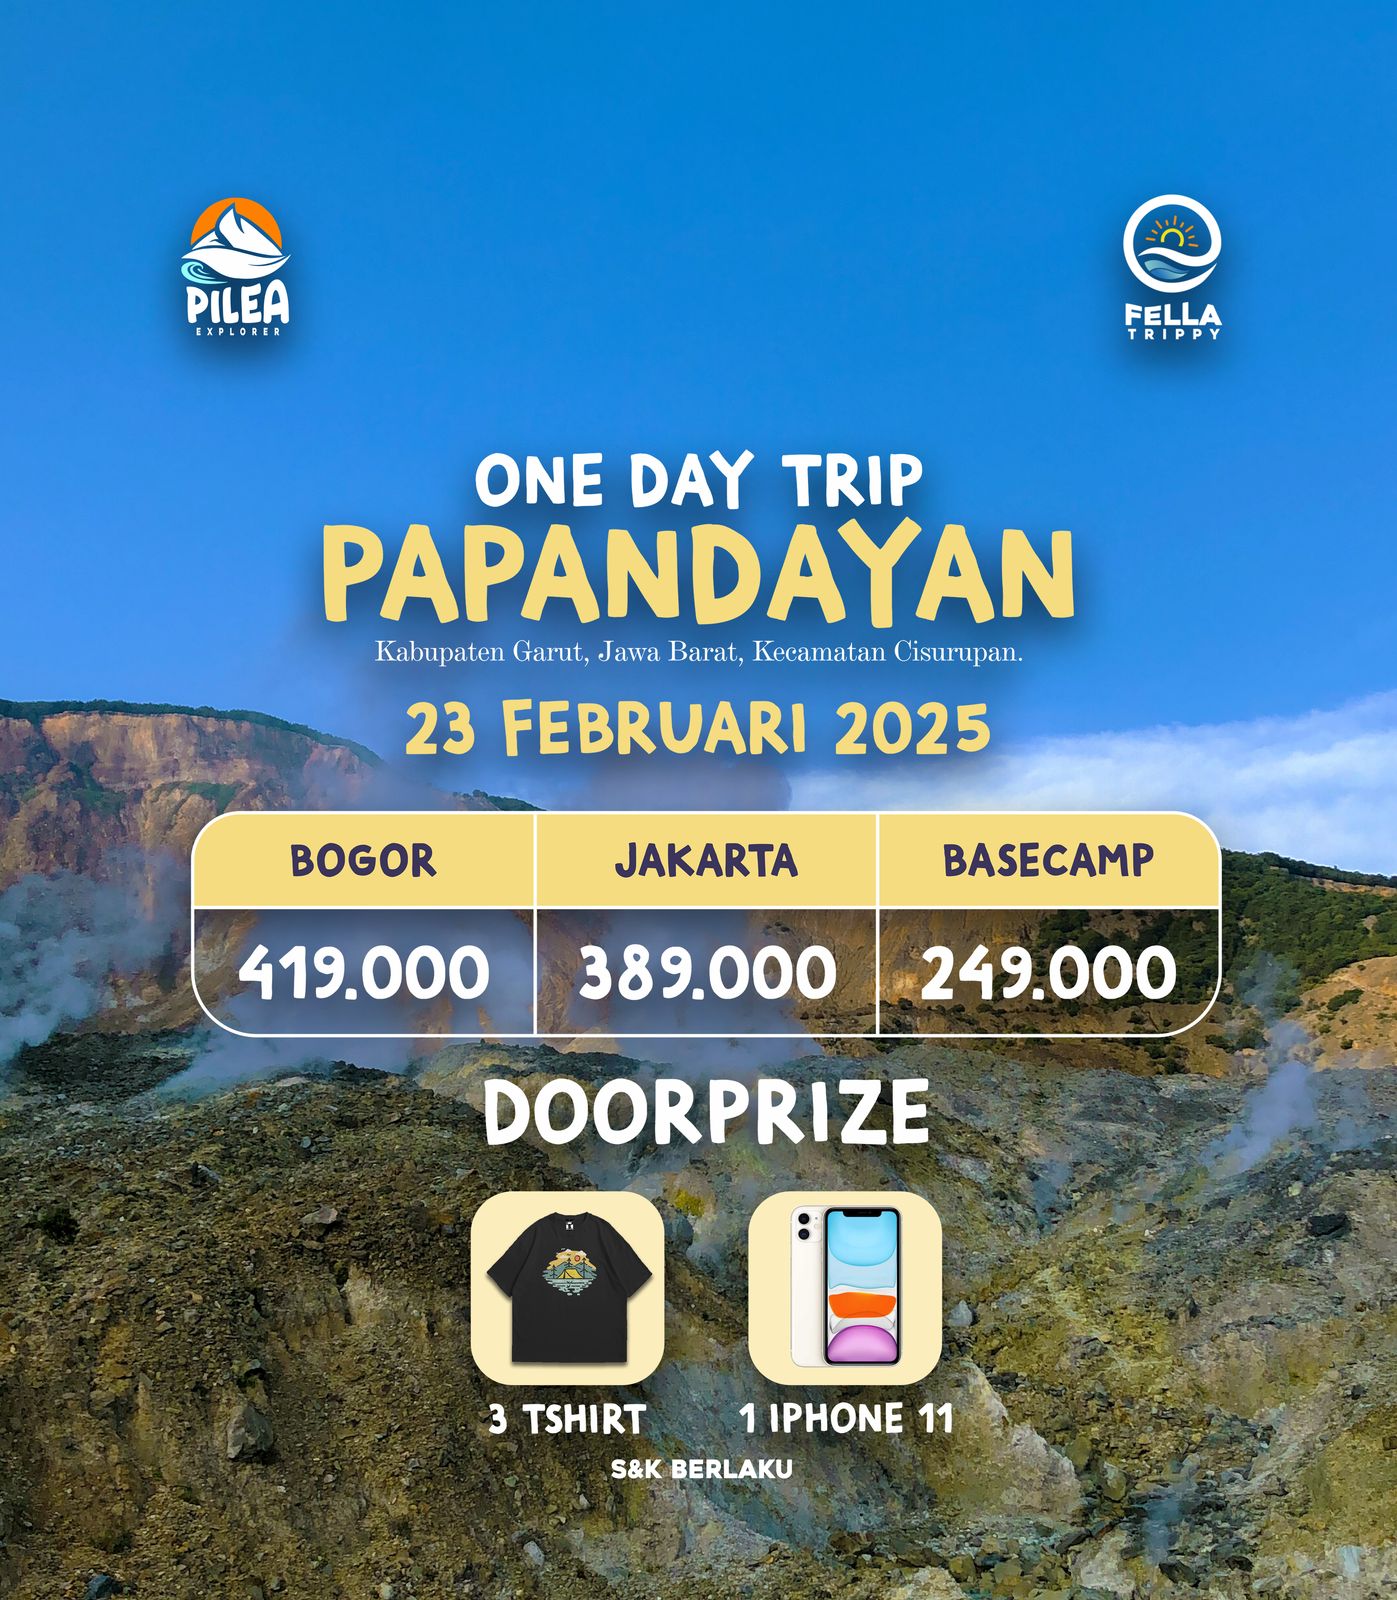 PILEA
EXPLORER
FELLA
TRIPPY
ONE DAY TRIP
PAPANDAYAN
Kabupaten Garut, Jawa Barat, Kecamatan Cisurupan.
23 FEBRUARI 2025
BOGOR JAKARTA BASECAMP
419.000 389.000 249.000
DOORPRIZE
3 TSHIRT 1 IPHONE 11
S&K BERLAKU